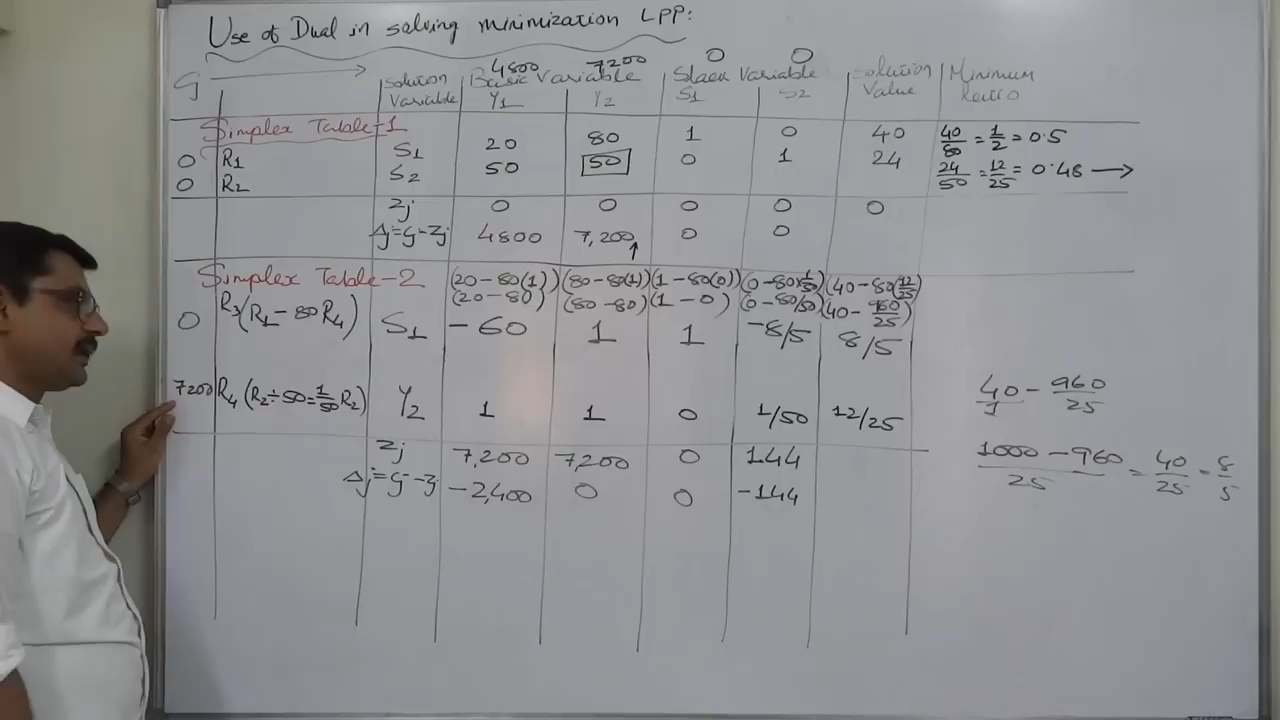 Use of Dual in solving minimization LPP:
4800 7200 0 0
Cj Solution Variable Basic Variable Slack Variable Solution Value Minimum Ratio
Y1 Y2 S1 S2
Simplex Table-1
0 R1 S1 20 80 1 0 40 40/80 = 1/2 = 0.5
0 R2 S2 50 50 0 1 24 24/50 = 12/25 = 0.48 →
Zj 0 0 0 0 0
Δj = Cj - Zj 4800 7,200 ↑ 0 0
Simplex Table-2 (20-80(1)) (80-80(1)) (1-80(0)) (0-80×1/50) (40-80(12/25))
(20-80) (80-80) (1-0) (0-80/50) (40-960/25)
0 R3(R1-80R4) S1 -60 1 1 -8/5 8/5
7200 R4(R2÷50=1/50R2) Y2 1 1 0 1/50 12/25
Zj 7,200 7,200 0 144
Δj = Cj - Zj -2,400 0 0 -144
40/1 - 960/25
1000-960/25 = 40/25 = 8/5